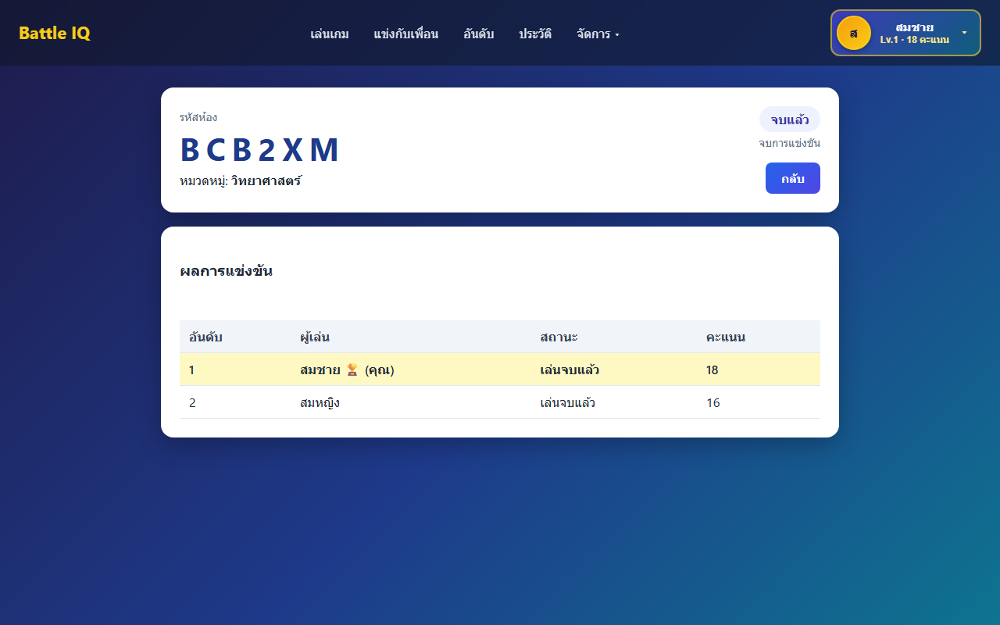 Battle IQ
เล่นเกม แข่งกับเพื่อน อันดับ ประวัติ จัดการ
ส
สมชาย
Lv.1 · 18 คะแนน
รหัสห้อง
BCB2XM
หมวดหมู่: วิทยาศาสตร์
จบแล้ว
จบการแข่งขัน
กลับ
ผลการแข่งขัน
อันดับ ผู้เล่น สถานะ คะแนน
1 สมชาย 🏆 (คุณ) เล่นจบแล้ว 18
2 สมหญิง เล่นจบแล้ว 16